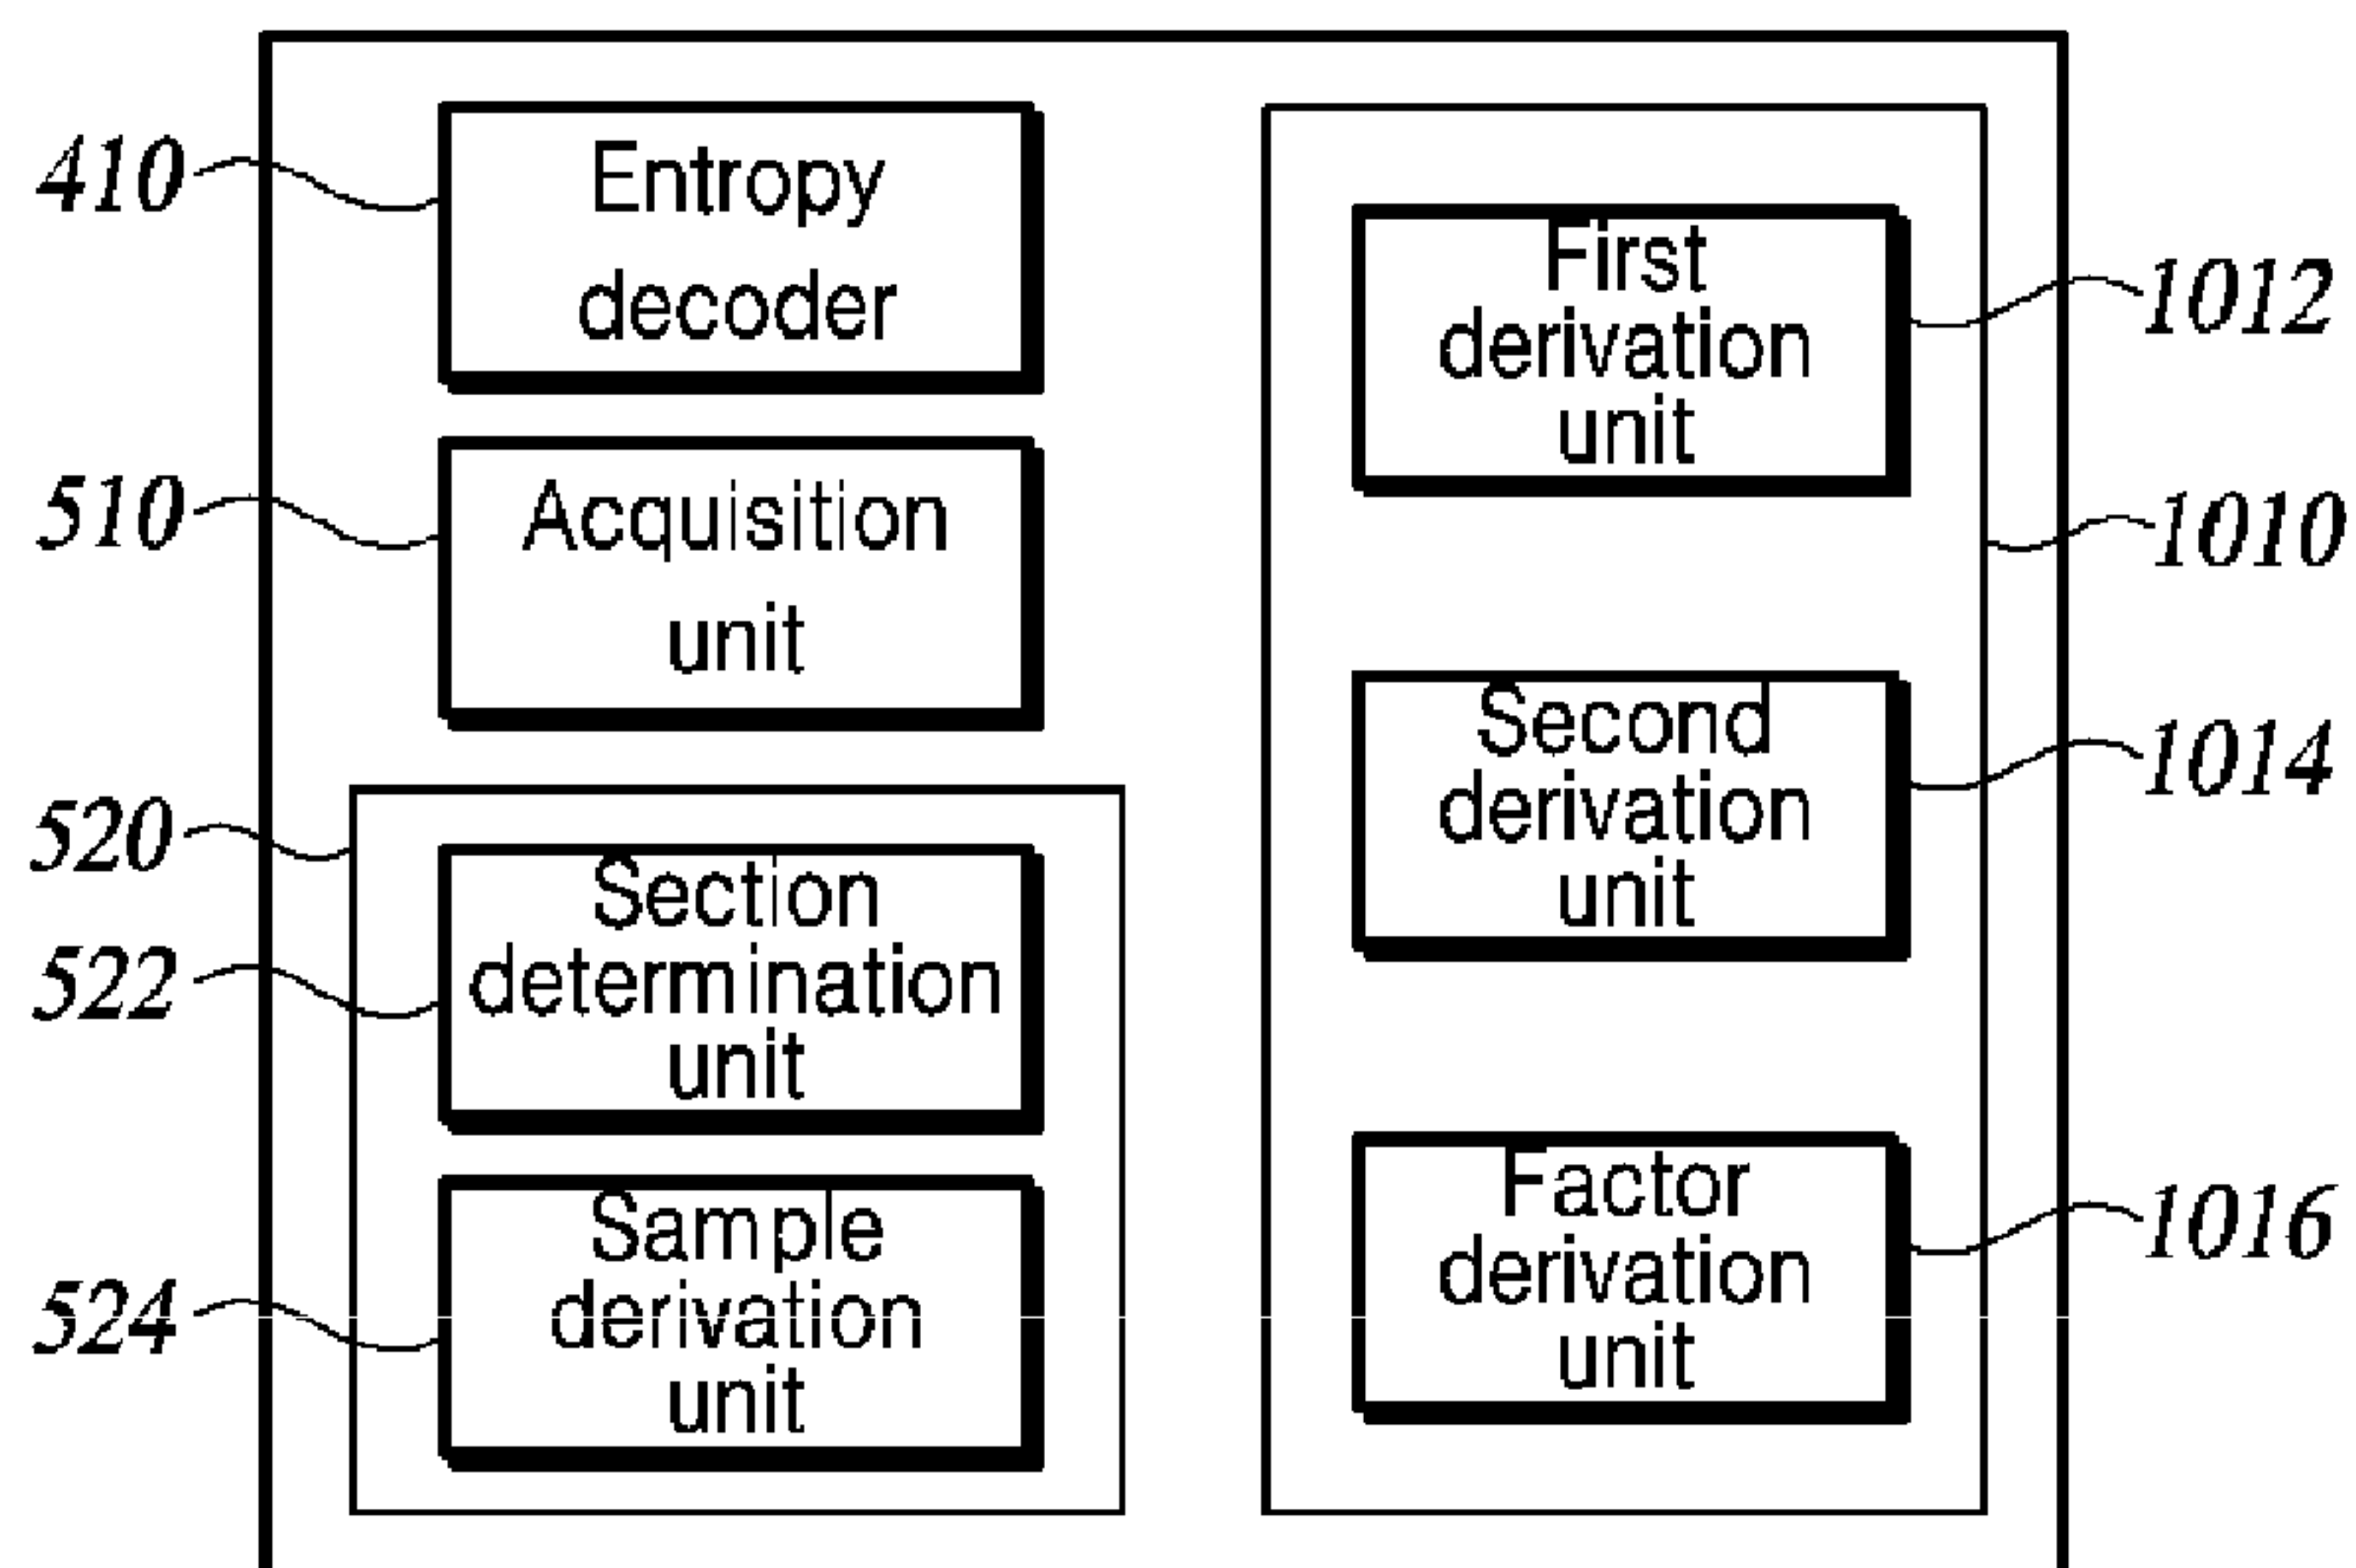 410
Entropy
decoder
510
Acquisition
unit
520
522
Section
determination
unit
524
Sample
derivation
unit
First
derivation
unit
1012
1010
Second
derivation
unit
1014
Factor
derivation
unit
1016